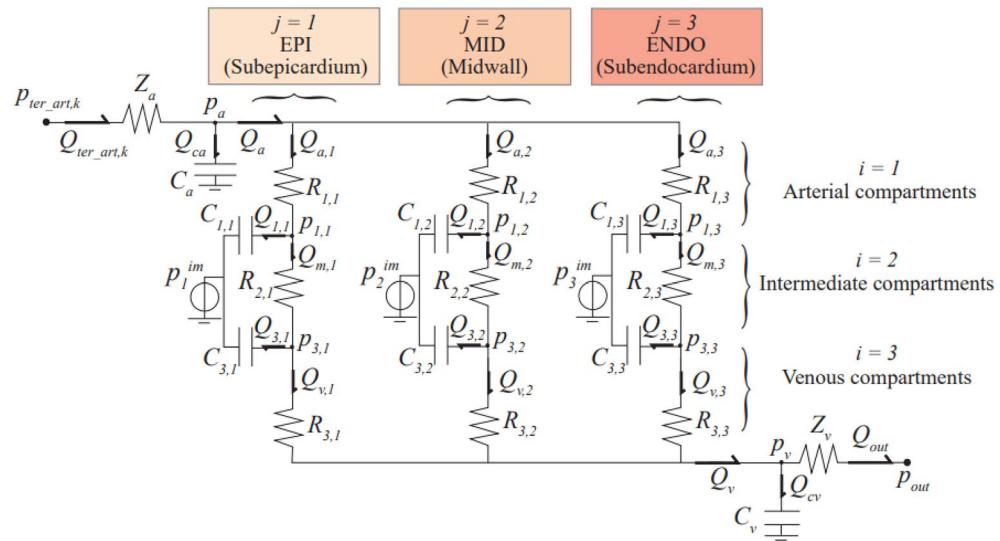 j = 1
EPI
(Subepicardium)
j = 2
MID
(Midwall)
j = 3
ENDO
(Subendocardium)
p_ter_art,k
Z_a
p_a
Q_ter_art,k
Q_ca
Q_a
C_a
Q_a,1
R_1,1
C_1,1
Q_1,1
p_1,1
Q_m,1
p_1^im
R_2,1
Q_3,1
p_3,1
C_3,1
Q_v,1
R_3,1
Q_a,2
R_1,2
C_1,2
Q_1,2
p_1,2
Q_m,2
p_2^im
R_2,2
Q_3,2
p_3,2
C_3,2
Q_v,2
R_3,2
Q_a,3
R_1,3
C_1,3
Q_1,3
p_1,3
Q_m,3
p_3^im
R_2,3
Q_3,3
p_3,3
C_3,3
Q_v,3
R_3,3
i = 1
Arterial compartments
i = 2
Intermediate compartments
i = 3
Venous compartments
p_v
Z_v
Q_out
Q_v
Q_cv
p_out
C_v